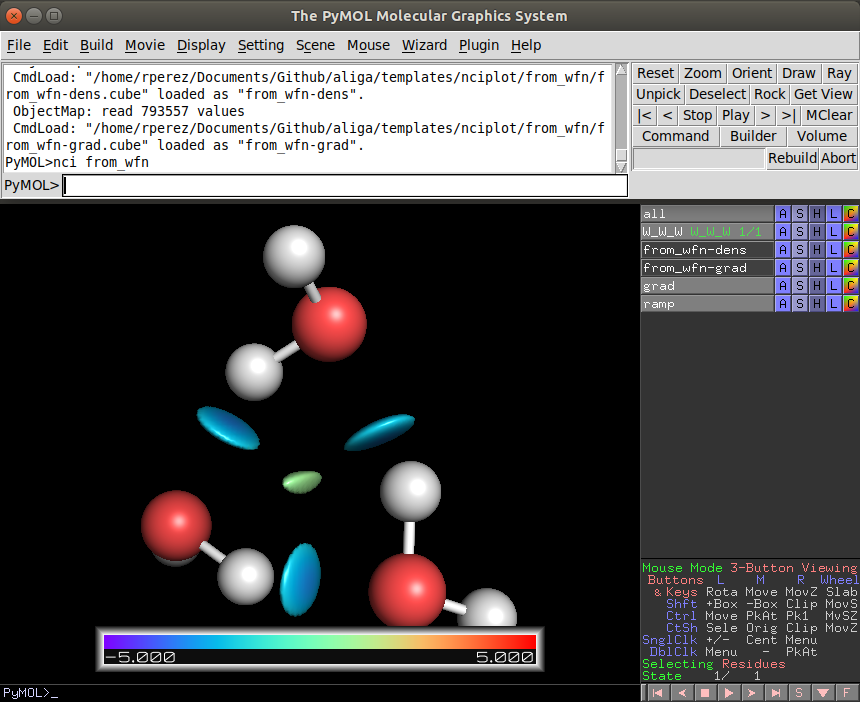 The PyMOL Molecular Graphics System
File Edit Build Movie Display Setting Scene Mouse Wizard Plugin Help
CmdLoad: "/home/rperez/Documents/Github/aliga/templates/nciplot/from_wfn/f
rom_wfn-dens.cube" loaded as "from_wfn-dens".
ObjectMap: read 793557 values
CmdLoad: "/home/rperez/Documents/Github/aliga/templates/nciplot/from_wfn/f
rom_wfn-grad.cube" loaded as "from_wfn-grad".
PyMOL>nci from_wfn
PyMOL>
Reset Zoom Orient Draw Ray
Unpick Deselect Rock Get View
|< < Stop Play > >| MClear
Command Builder Volume
Rebuild Abort
all A S H L C
W_W_W W_W_W 1/1 A S H L C
from_wfn-dens A S H L C
from_wfn-grad A S H L C
grad A S H L C
ramp A S H L C
-5.000 5.000
Mouse Mode 3-Button Viewing
Buttons L M R Wheel
& Keys Rota Move MovZ Slab
Shft +Box -Box Clip MovS
Ctrl Move PkAt Pk1 MvSZ
CtSh Sele Orig Clip MovZ
SnglClk +/- Cent Menu
DblClk Menu - PkAt
Selecting Residues
State 1/ 1
PyMOL>_
S F